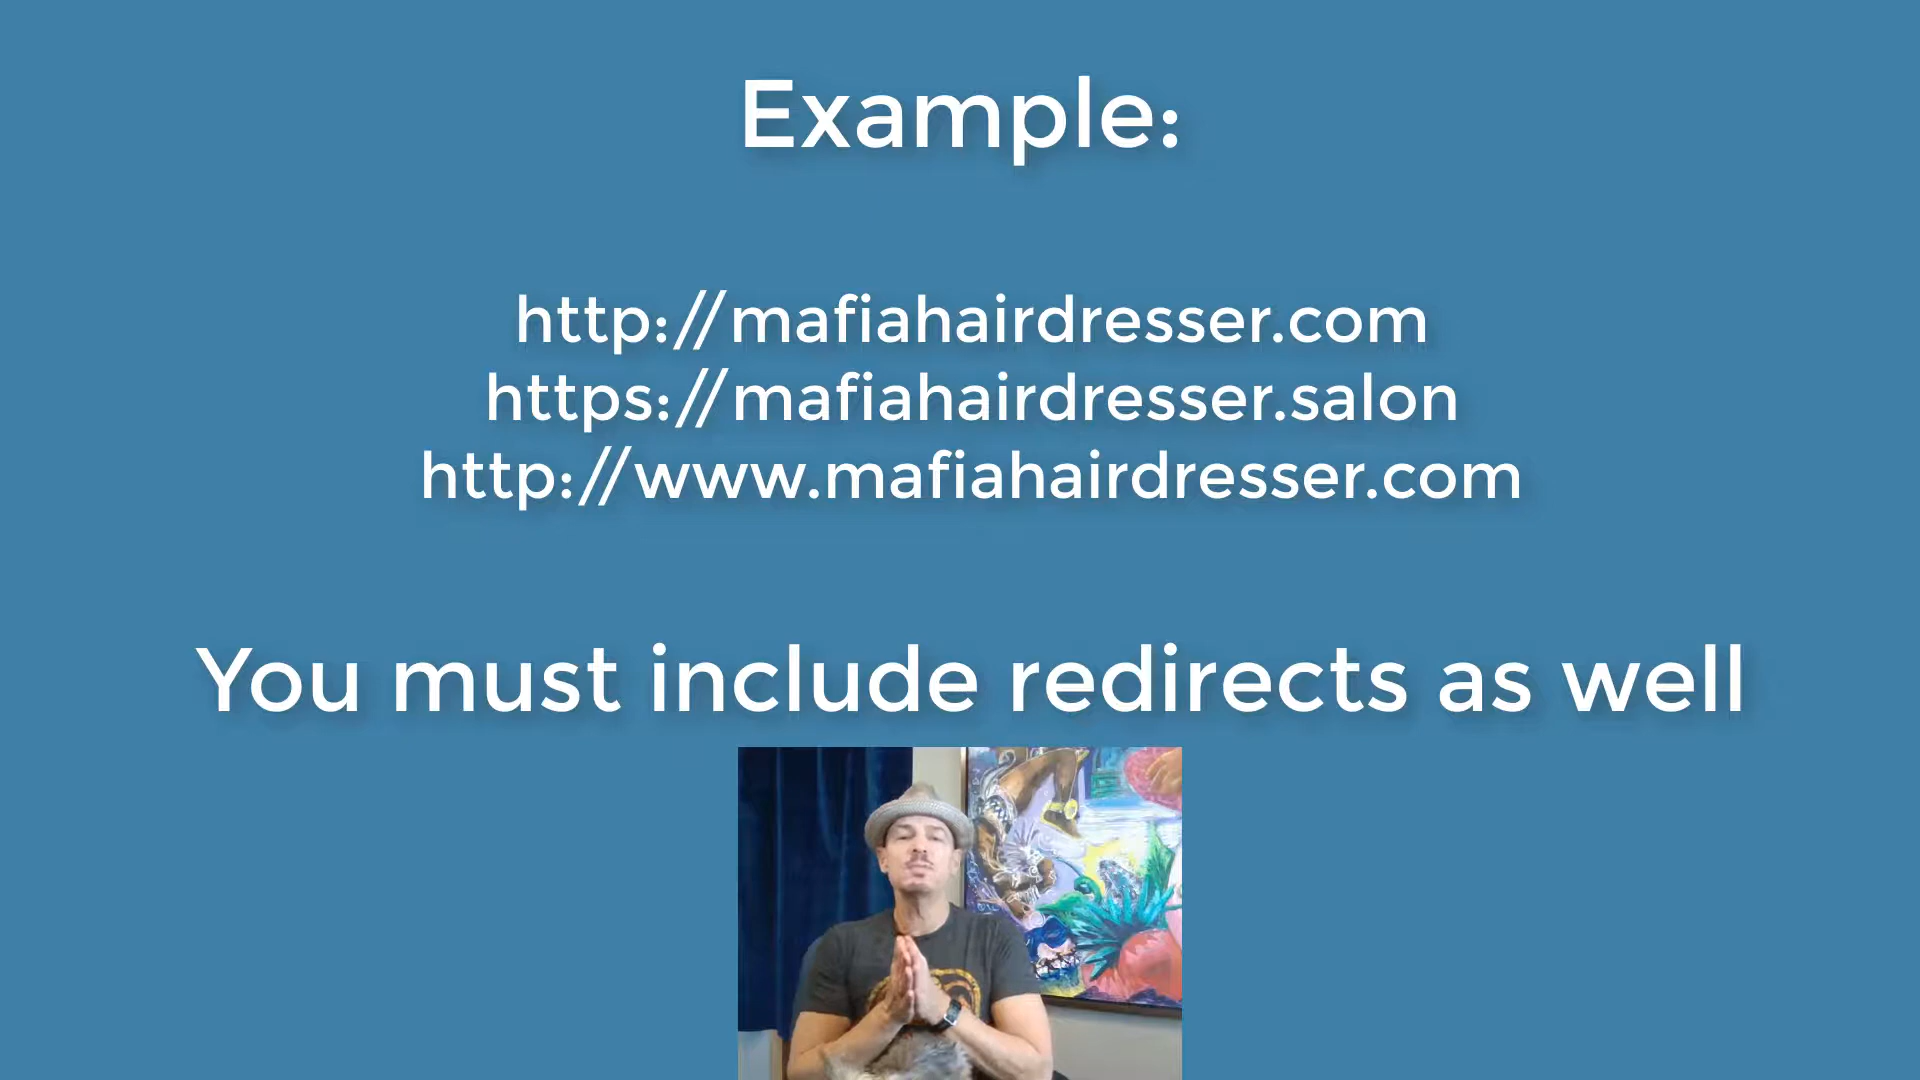 Example:
http://mafiahairdresser.com
https://mafiahairdresser.salon
http://www.mafiahairdresser.com
You must include redirects as well